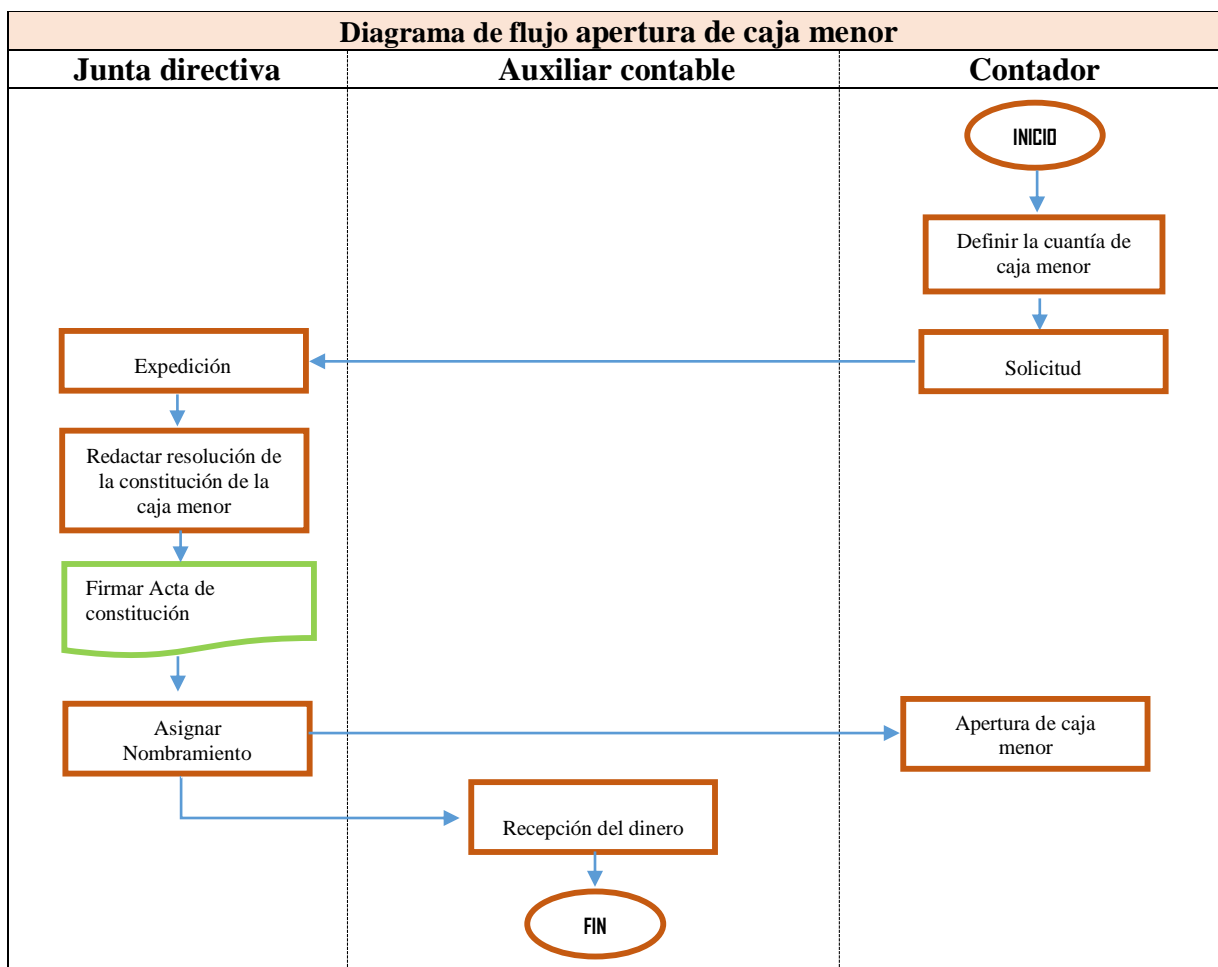 Diagrama de flujo apertura de caja menor
Junta directiva
Auxiliar contable
Contador
INICIO
Definir la cuantía de
caja menor
Solicitud
Expedición
Redactar resolución de
la constitución de la
caja menor
Firmar Acta de
constitución
Asignar
Nombramiento
Apertura de caja
menor
Recepción del dinero
FIN